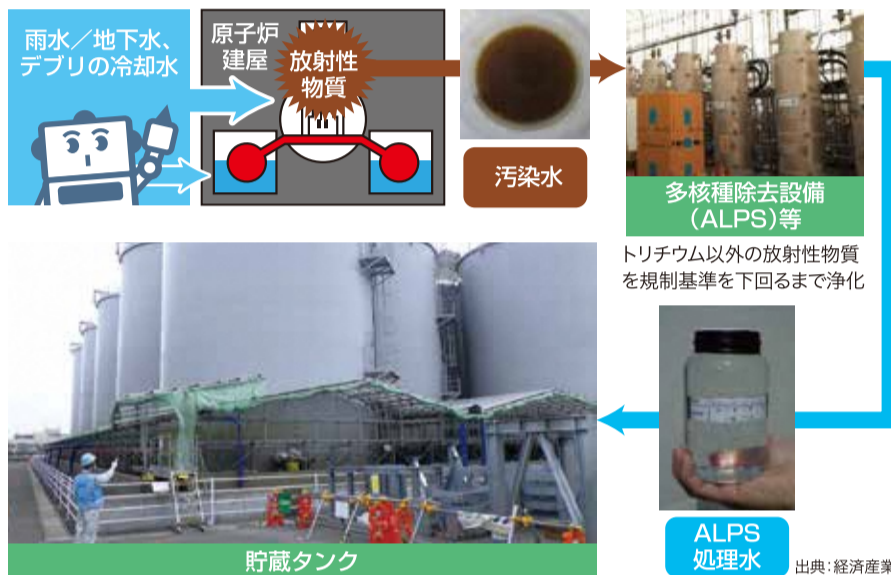 雨水／地下水、
デブリの冷却水
原子炉
建屋
放射性
物質
汚染水
多核種除去設備
（ALPS）等
トリチウム以外の放射性物質
を規制基準を下回るまで浄化
貯蔵タンク
ALPS
処理水
出典：経済産業